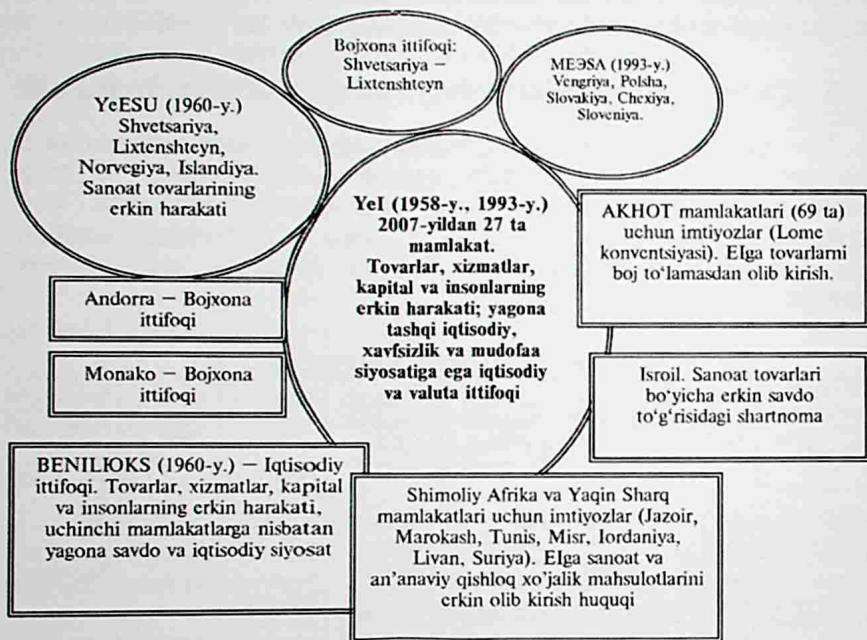 Bojxona ittifoqi:
Shvetsariya –
Lixtenshteyn
MEЭSA (1993-y.)
Vengriya, Polsha,
Slovakiya, Chexiya,
Sloveniya.
YeESU (1960-y.)
Shvetsariya,
Lixtenshteyn,
Norvegiya, Islandiya.
Sanoat tovarlarining
erkin harakati
YeI (1958-y., 1993-y.)
2007-yildan 27 ta
mamlakat.
Tovarlar, xizmatlar,
kapital va insonlarning
erkin harakati; yagona
tashqi iqtisodiy,
xavfsizlik va mudofaa
siyosatiga ega iqtisodiy
va valuta ittifoqi
AKHOT mamlakatlari (69 ta)
uchun imtiyozlar (Lome
konventsiyasi). EIga tovarlarni
boj to‘lamasdan olib kirish.
Andorra – Bojxona
ittifoqi
Monako – Bojxona
ittifoqi
Isroil. Sanoat tovarlari
bo‘yicha erkin savdo
to‘g‘risidagi shartnoma
BENILIOKS (1960-y.) – Iqtisodiy
ittifoqi. Tovarlar, xizmatlar, kapital
va insonlarning erkin harakati,
uchinchi mamlakatlarga nisbatan
yagona savdo va iqtisodiy siyosat
Shimoliy Afrika va Yaqin Sharq
mamlakatlari uchun imtiyozlar (Jazoir,
Marokash, Tunis, Misr, Iordaniya,
Livan, Suriya). EIga sanoat va
an’anaviy qishloq xo‘jalik mahsulotlarini
erkin olib kirish huquqi